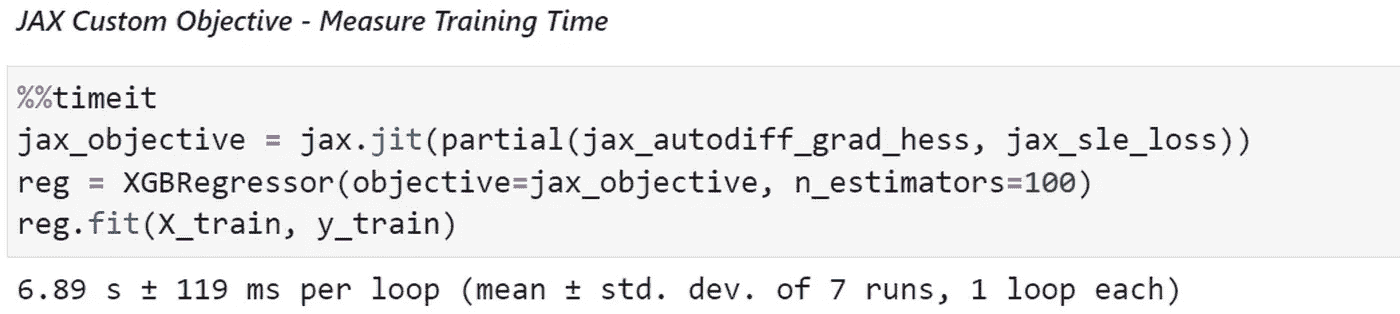 JAX Custom Objective - Measure Training Time
%%timeit
jax_objective = jax.jit(partial(jax_autodiff_grad_hess, jax_sle_loss))
reg = XGBRegressor(objective=jax_objective, n_estimators=100)
reg.fit(X_train, y_train)
6.89 s ± 119 ms per loop (mean ± std. dev. of 7 runs, 1 loop each)